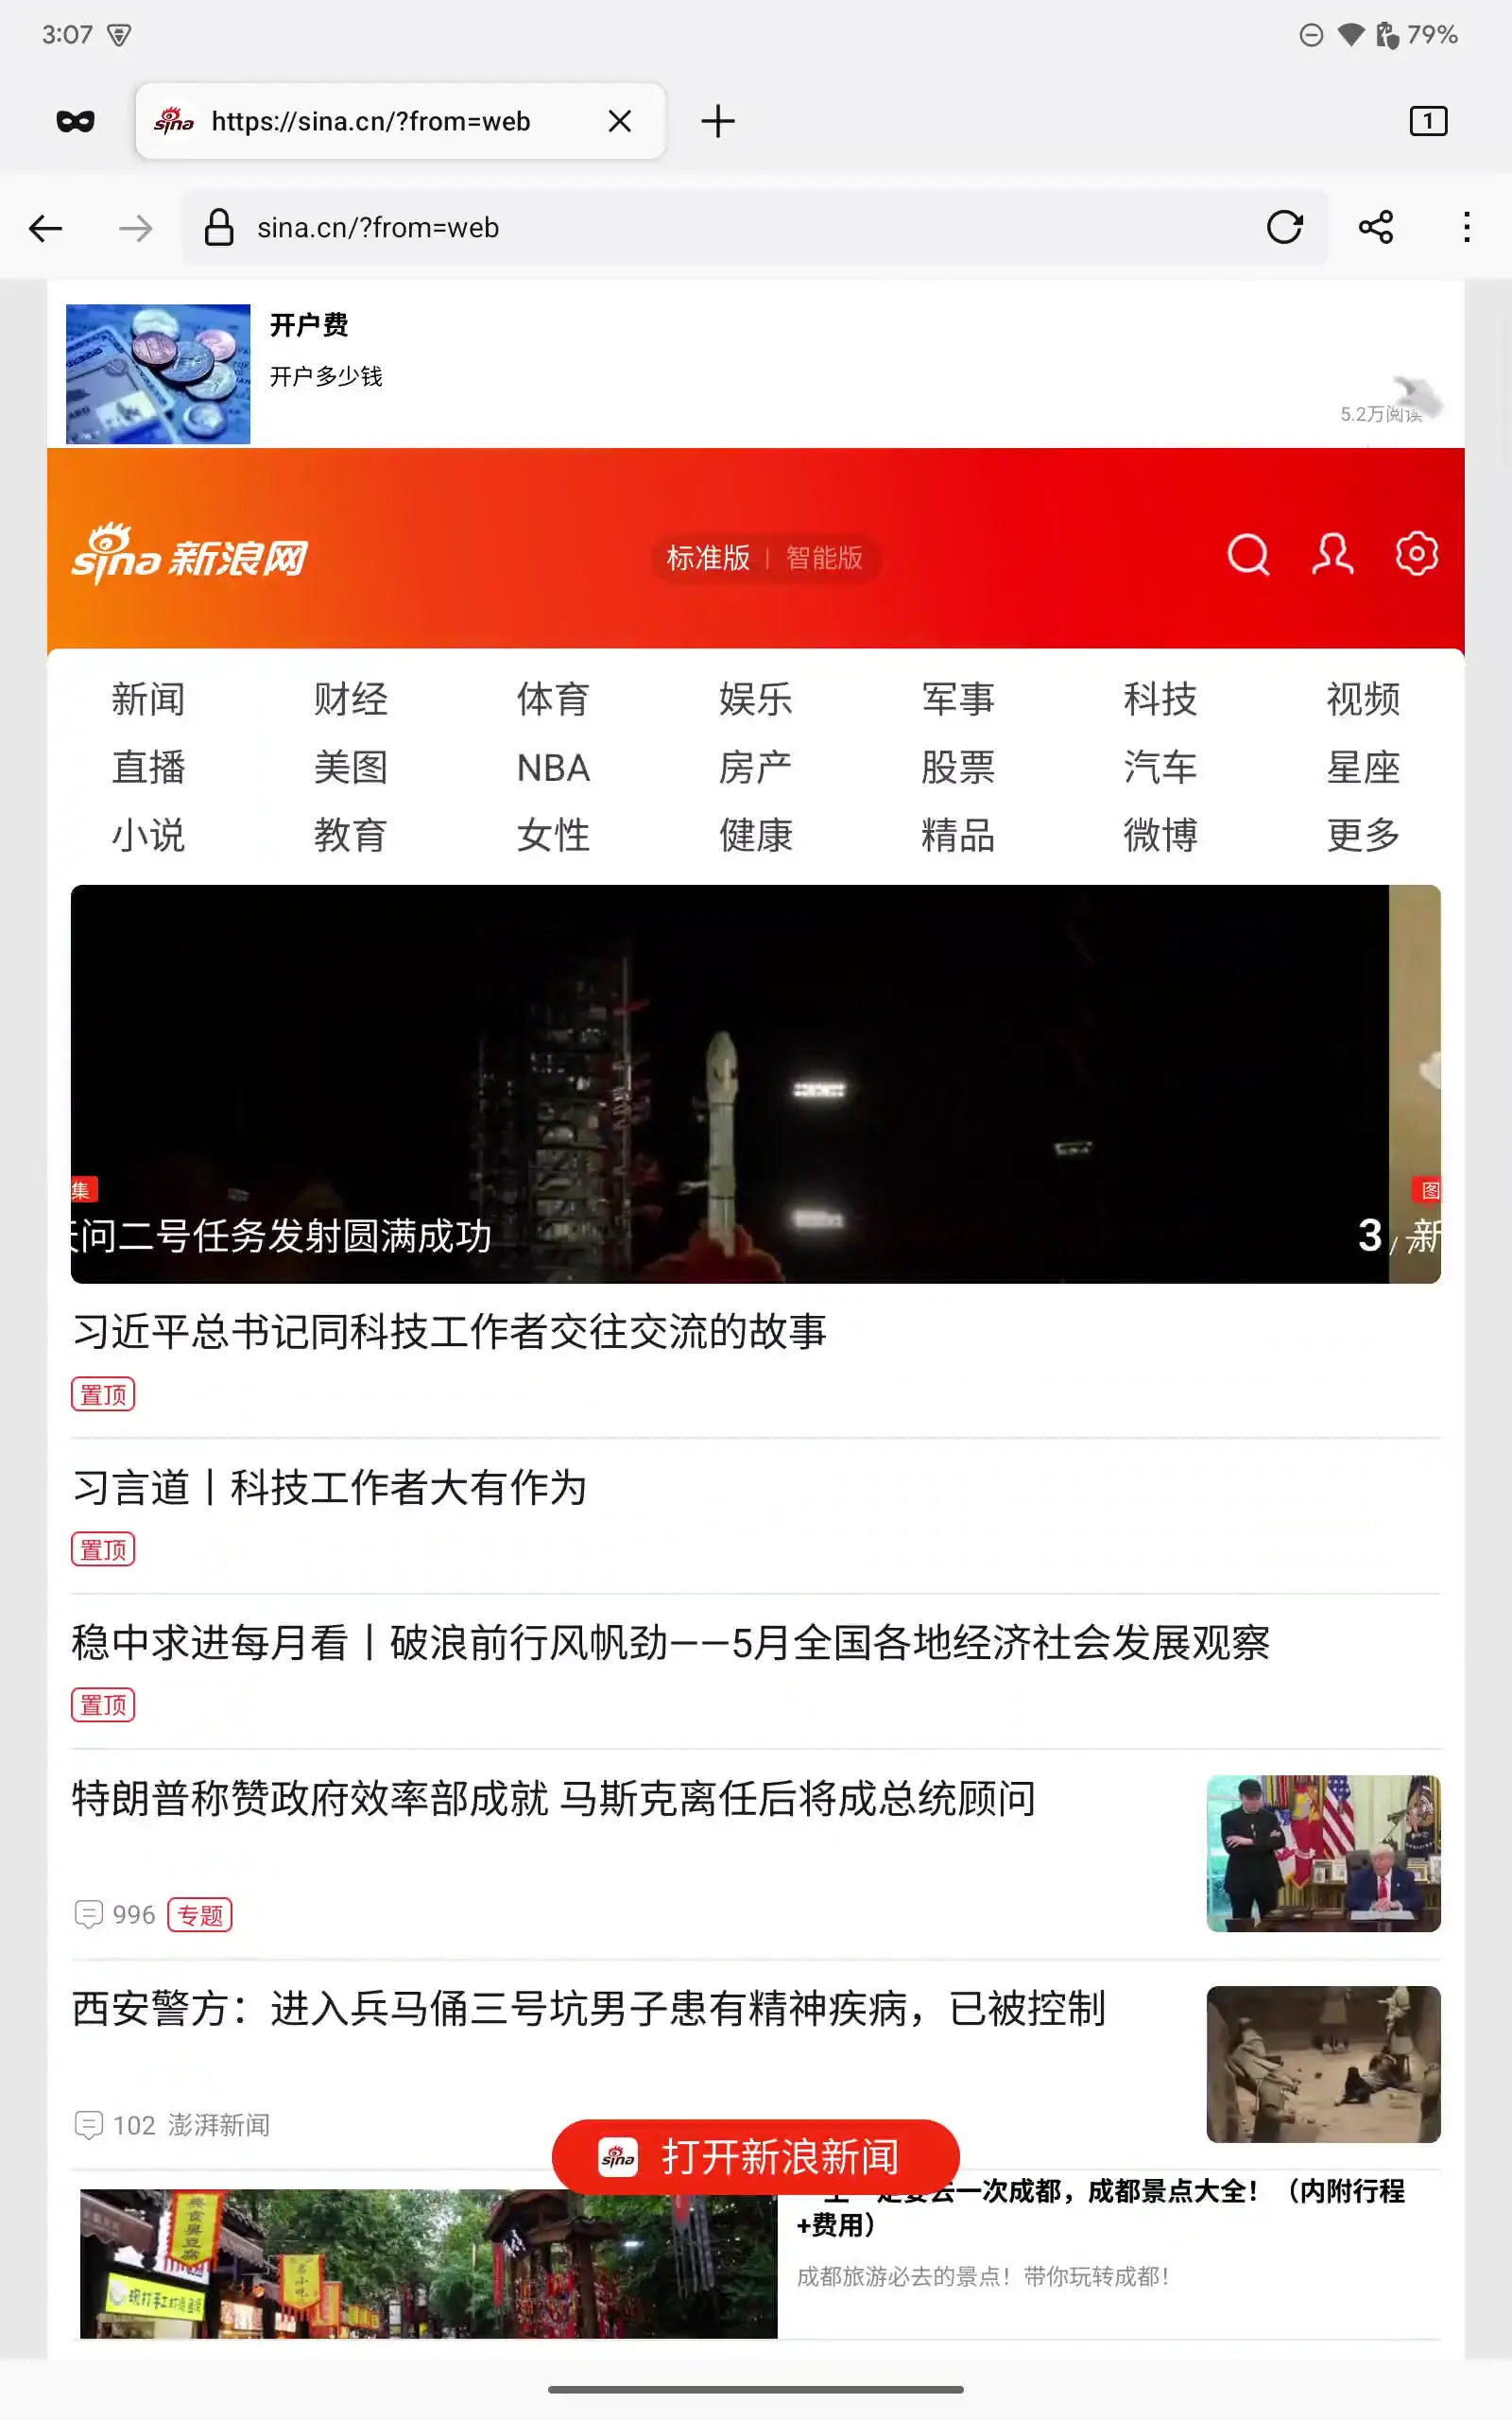 3:07
79%
sina https://sina.cn/?from=web
1
sina.cn/?from=web
开户费
开户多少钱
5.2万阅读
sina 新浪网
标准版 | 智能版
新闻 财经 体育 娱乐 军事 科技 视频
直播 美图 NBA 房产 股票 汽车 星座
小说 教育 女性 健康 精品 微博 更多
集
图
问二号任务发射圆满成功
3 / 7
新
习近平总书记同科技工作者交往交流的故事
置顶
习言道丨科技工作者大有作为
置顶
稳中求进每月看丨破浪前行风帆劲——5月全国各地经济社会发展观察
置顶
特朗普称赞政府效率部成就 马斯克离任后将成总统顾问
996 专题
西安警方：进入兵马俑三号坑男子患有精神疾病，已被控制
102 澎湃新闻
sina 打开新浪新闻
一次成都，成都景点大全！（内附行程
+费用）
成都旅游必去的景点！带你玩转成都！